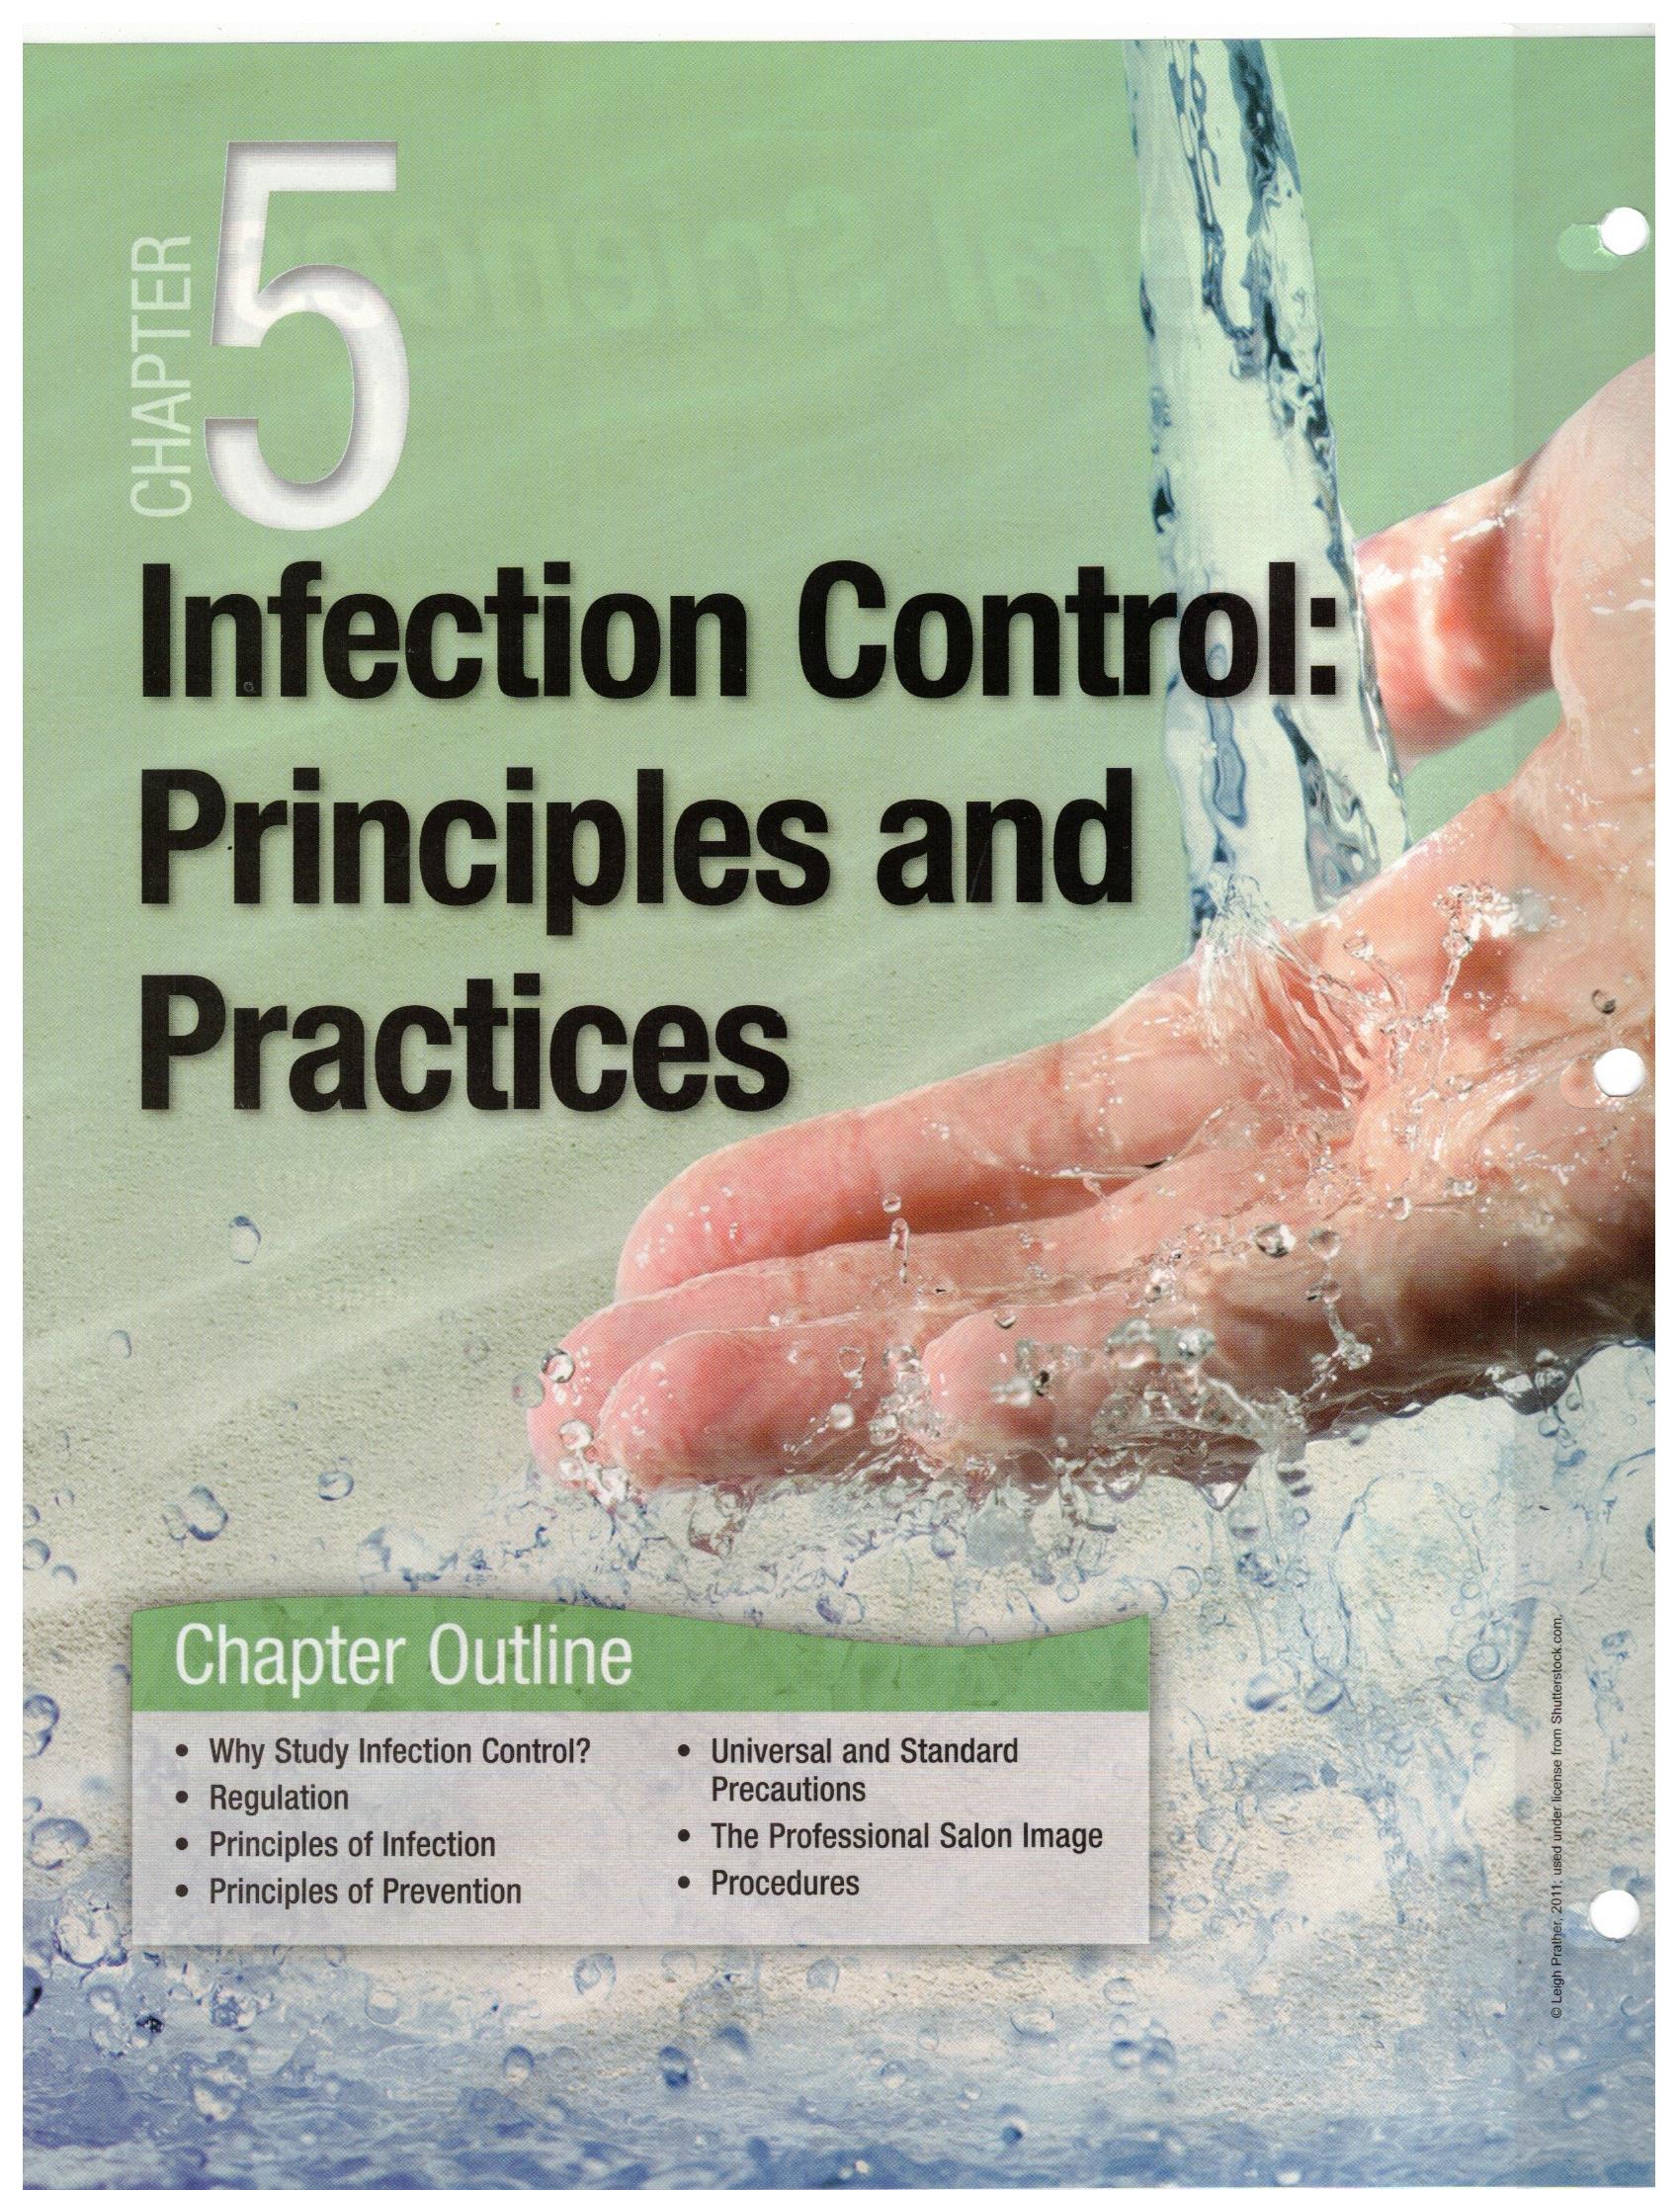 CHAPTER
5
Infection Control:
Principles and
Practices
Chapter Outline
• Why Study Infection Control?
• Regulation
• Principles of Infection
• Principles of Prevention
• Universal and Standard
Precautions
• The Professional Salon Image
• Procedures
© Leigh Prather, 2011; used under license from Shutterstock.com.